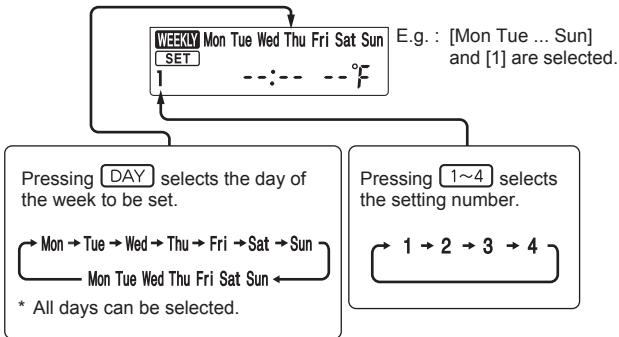 WEEKLY Mon Tue Wed Thu Fri Sat Sun
SET
1 --:-- --°F
E.g. : [Mon Tue ... Sun]
and [1] are selected.
Pressing DAY selects the day of
the week to be set.
Mon → Tue → Wed → Thu → Fri → Sat → Sun
Mon Tue Wed Thu Fri Sat Sun
* All days can be selected.
Pressing 1~4 selects
the setting number.
1 → 2 → 3 → 4